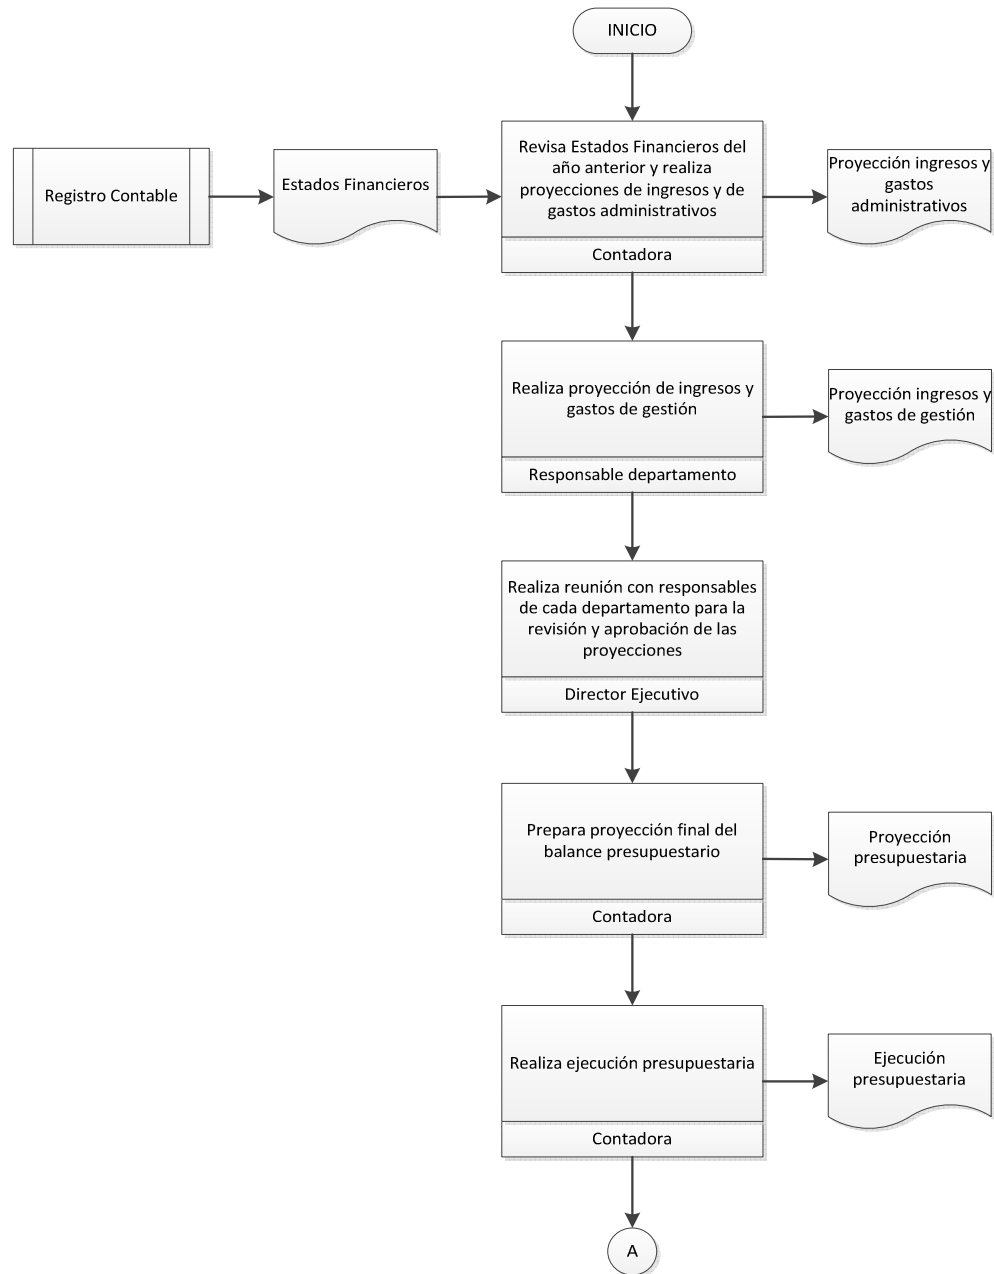 INICIO
Registro Contable
Estados Financieros
Revisa Estados Financieros del
año anterior y realiza
proyecciones de ingresos y de
gastos administrativos
Contadora
Proyección ingresos y
gastos
administrativos
Realiza proyección de ingresos y
gastos de gestión
Responsable departamento
Proyección ingresos y
gastos de gestión
Realiza reunión con responsables
de cada departamento para la
revisión y aprobación de las
proyecciones
Director Ejecutivo
Prepara proyección final del
balance presupuestario
Contadora
Proyección
presupuestaria
Realiza ejecución presupuestaria
Contadora
Ejecución
presupuestaria
A